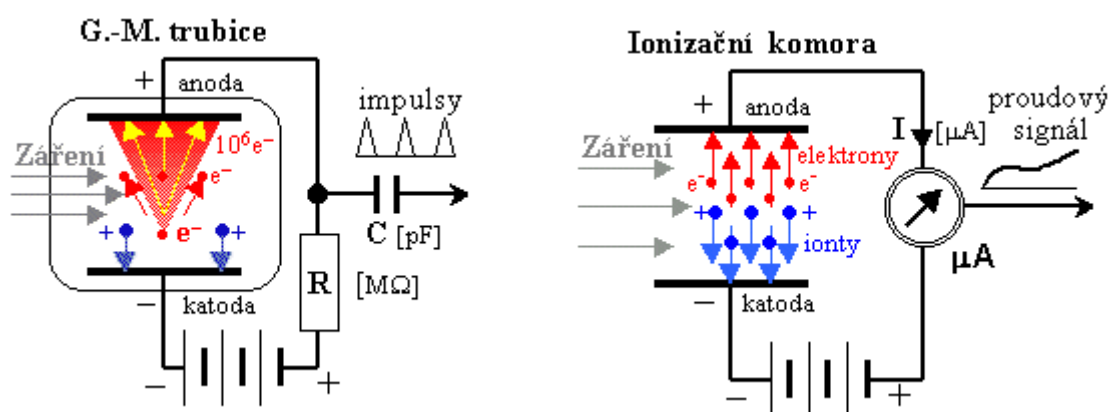 G.-M. trubice
+
anoda
impulsy
10⁶e⁻
Záření
e⁻
+
e⁻
+
C [pF]
R
[MΩ]
−
katoda
−
+
Ionizační komora
+
anoda
proudový
signál
I [μA]
Záření
elektrony
e⁻
e⁻
+
+
ionty
μA
−
katoda
−
+